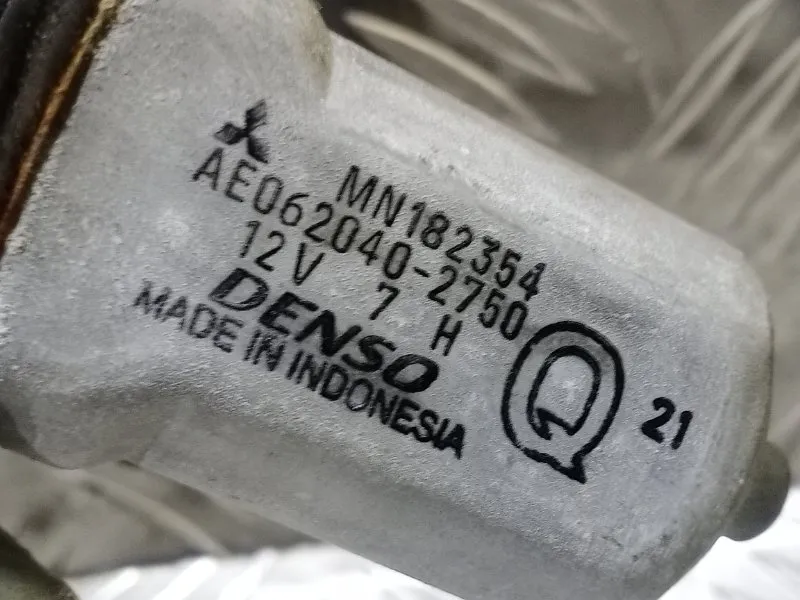 MN182354
AE062040-2750
12V 7 H
DENSO
MADE IN INDONESIA
21